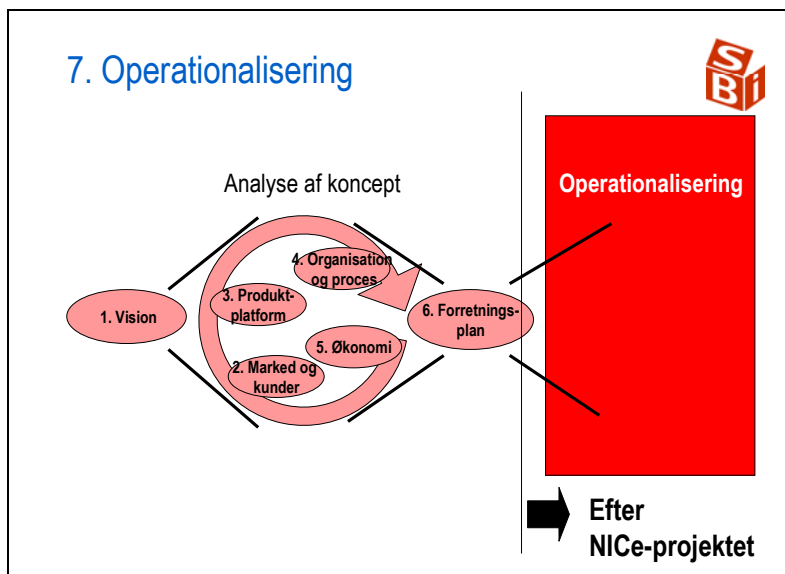 7. Operationalisering
S
B i
Analyse af koncept
Operationalisering
4. Organisation
og proces
3. Produkt-
platform
1. Vision
6. Forretnings-
plan
5. Økonomi
2. Marked og
kunder
Efter
NICe-projektet